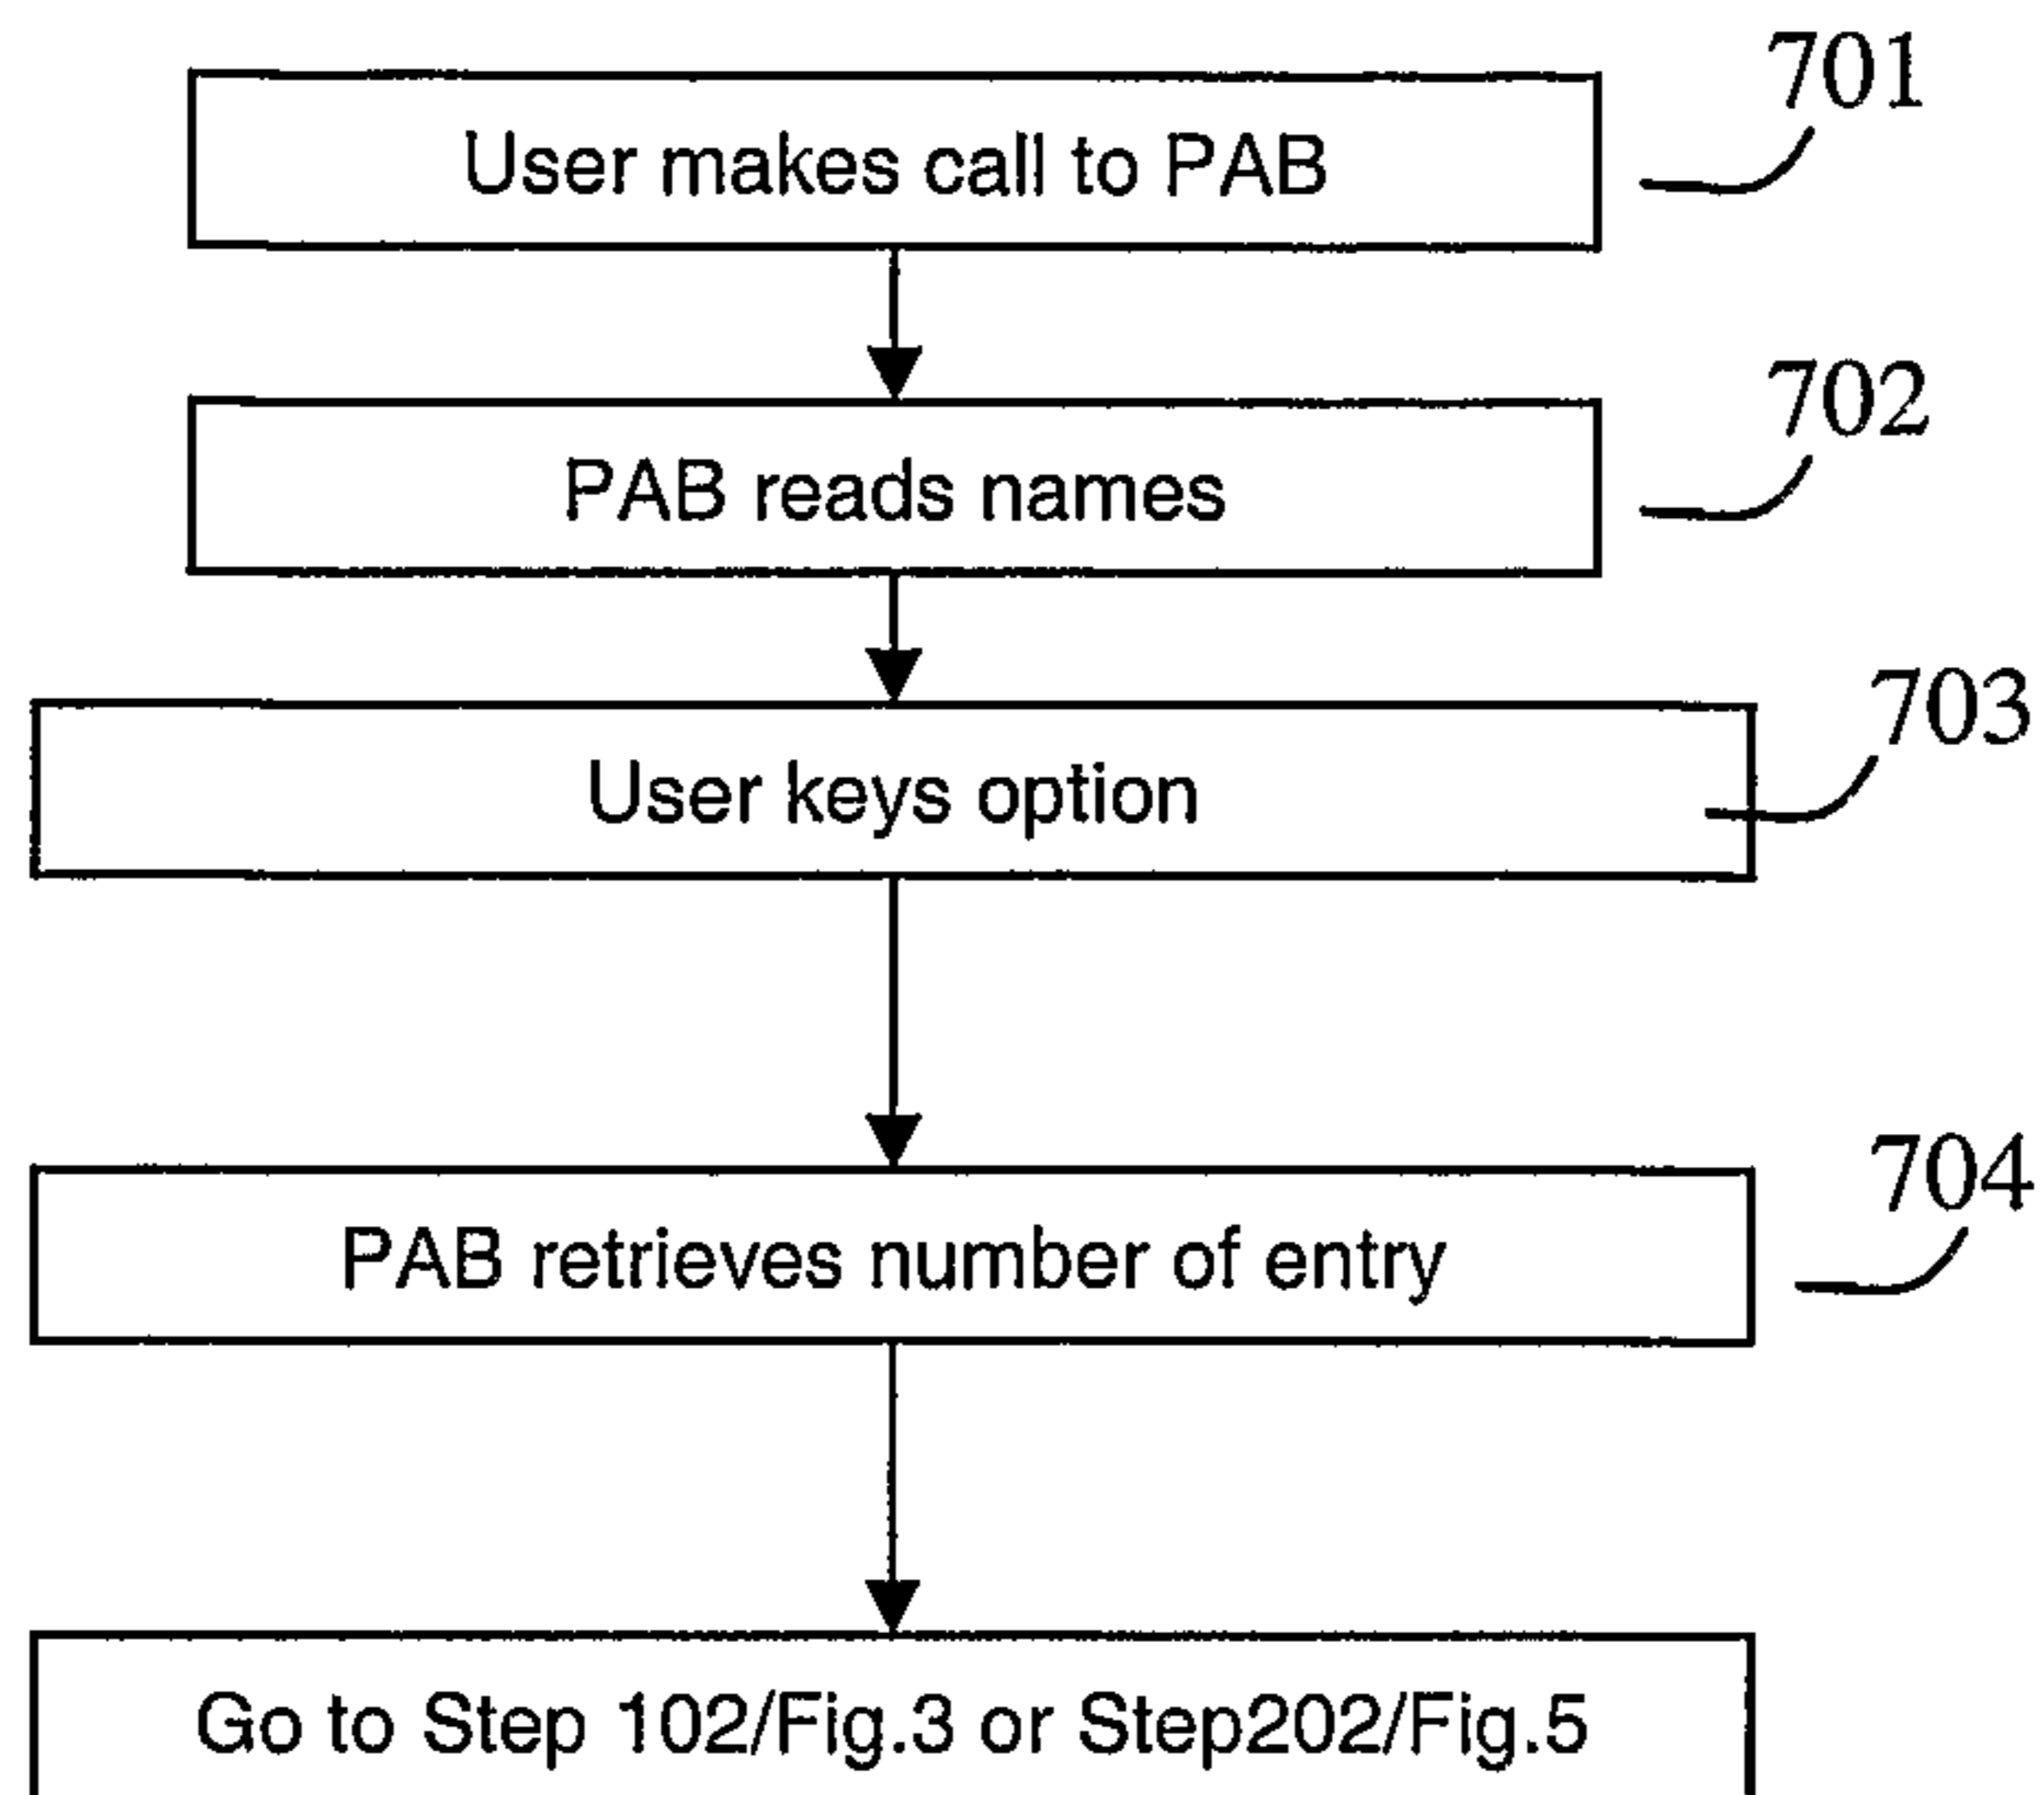 701
User makes call to PAB
702
PAB reads names
703
User keys option
704
PAB retrieves number of entry
Go to Step 102/Fig.3 or Step202/Fig.5